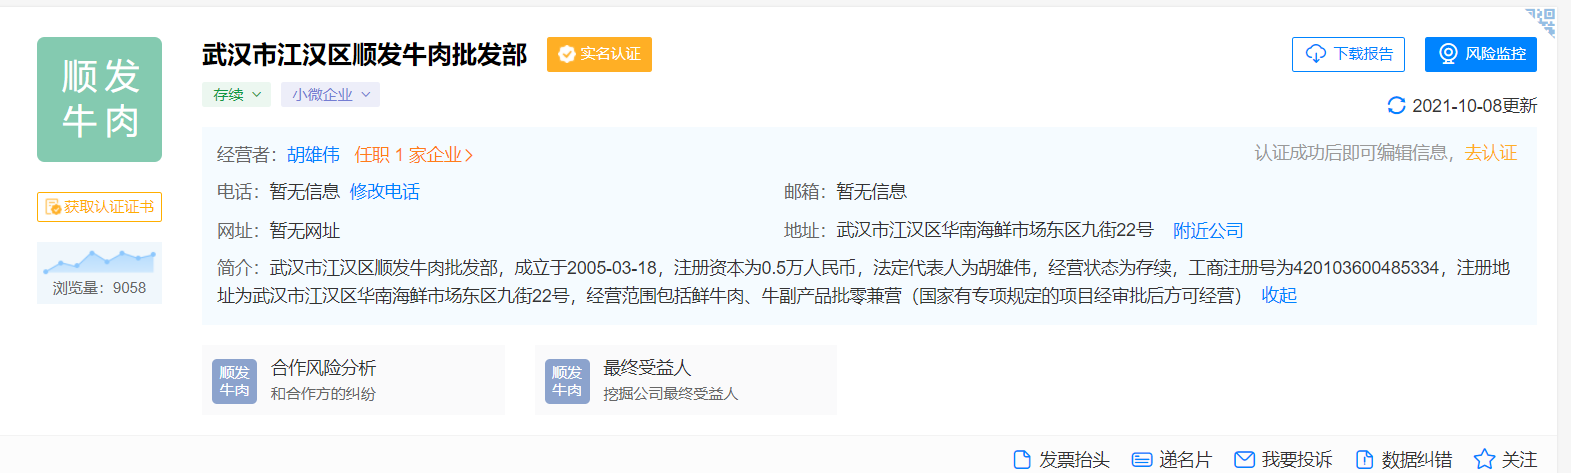 顺发
牛肉
武汉市江汉区顺发牛肉批发部 实名认证
下载报告 风险监控
存续 小微企业
2021-10-08更新
经营者：胡雄伟 任职 1 家企业>
认证成功后即可编辑信息，去认证
电话：暂无信息 修改电话
邮箱：暂无信息
获取认证证书
网址：暂无网址
地址：武汉市江汉区华南海鲜市场东区九街22号 附近公司
浏览量：9058
简介：武汉市江汉区顺发牛肉批发部，成立于2005-03-18，注册资本为0.5万人民币，法定代表人为胡雄伟，经营状态为存续，工商注册号为420103600485334，注册地
址为武汉市江汉区华南海鲜市场东区九街22号，经营范围包括鲜牛肉、牛副产品批零兼营（国家有专项规定的项目经审批后方可经营） 收起
顺发
牛肉
合作风险分析
和合作方的纠纷
顺发
牛肉
最终受益人
挖掘公司最终受益人
发票抬头 递名片 我要投诉 数据纠错 关注